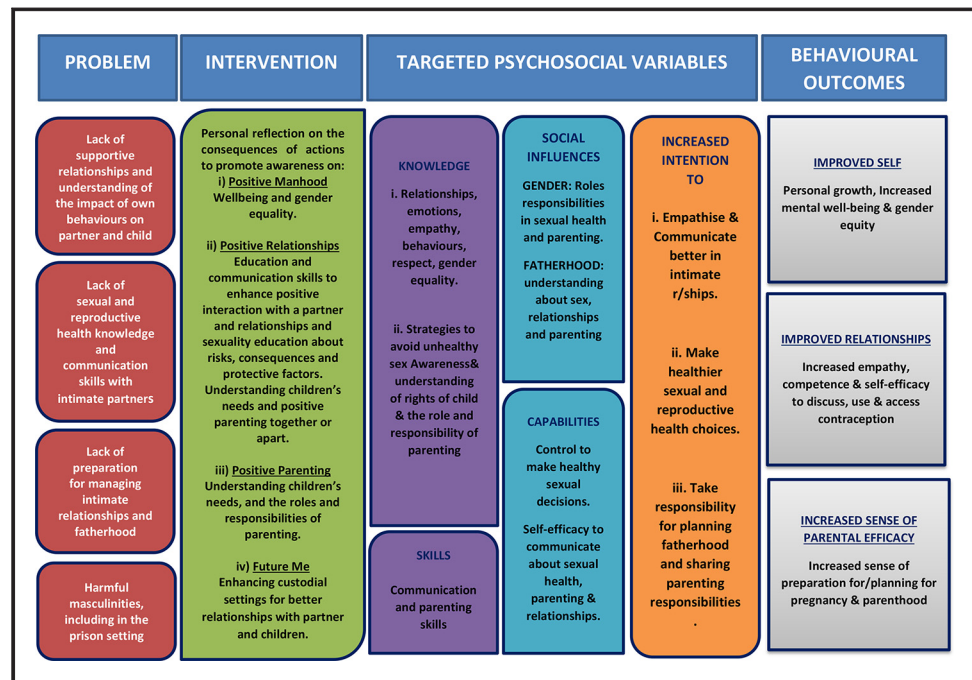 PROBLEM
INTERVENTION
TARGETED PSYCHOSOCIAL VARIABLES
BEHAVIOURAL
OUTCOMES
Lack of
supportive
relationships and
understanding of
the impact of own
behaviours on
partner and child
Lack of
sexual and
reproductive
health knowledge
and
communication
skills with
intimate partners
Lack of
preparation
for managing
intimate
relationships and
fatherhood
Harmful
masculinities,
including in the
prison setting
Personal reflection on the
consequences of actions
to promote awareness on:
i) Positive Manhood
Wellbeing and gender
equality.
ii) Positive Relationships
Education and
communication skills to
enhance positive
interaction with a partner
and relationships and
sexuality education about
risks, consequences and
protective factors.
Understanding children's
needs and positive
parenting together or
apart.
iii) Positive Parenting
Understanding children's
needs, and the roles and
responsibilities of
parenting.
iv) Future Me
Enhancing custodial
settings for better
relationships with partner
and children.
KNOWLEDGE
i. Relationships,
emotions,
empathy,
behaviours,
respect, gender
equality.
ii. Strategies to
avoid unhealthy
sex Awareness&
understanding
of rights of child
& the role and
responsibility of
parenting
SKILLS
Communication
and parenting
skills
SOCIAL
INFLUENCES
GENDER: Roles
responsibilities
in sexual health
and parenting.
FATHERHOOD:
understanding
about sex,
relationships
and parenting
CAPABILITIES
Control to
make healthy
sexual
decisions.
Self-efficacy to
communicate
about sexual
health,
parenting &
relationships.
INCREASED
INTENTION
TO
i. Empathise &
Communicate
better in
intimate
r/ships.
ii. Make
healthier
sexual and
reproductive
health choices.
iii. Take
responsibility
for planning
fatherhood
and sharing
parenting
responsibilities
.
IMPROVED SELF
Personal growth, Increased
mental well-being & gender
equity
IMPROVED RELATIONSHIPS
Increased empathy,
competence & self-efficacy
to discuss, use & access
contraception
INCREASED SENSE OF
PARENTAL EFFICACY
Increased sense of
preparation for/planning for
pregnancy & parenthood